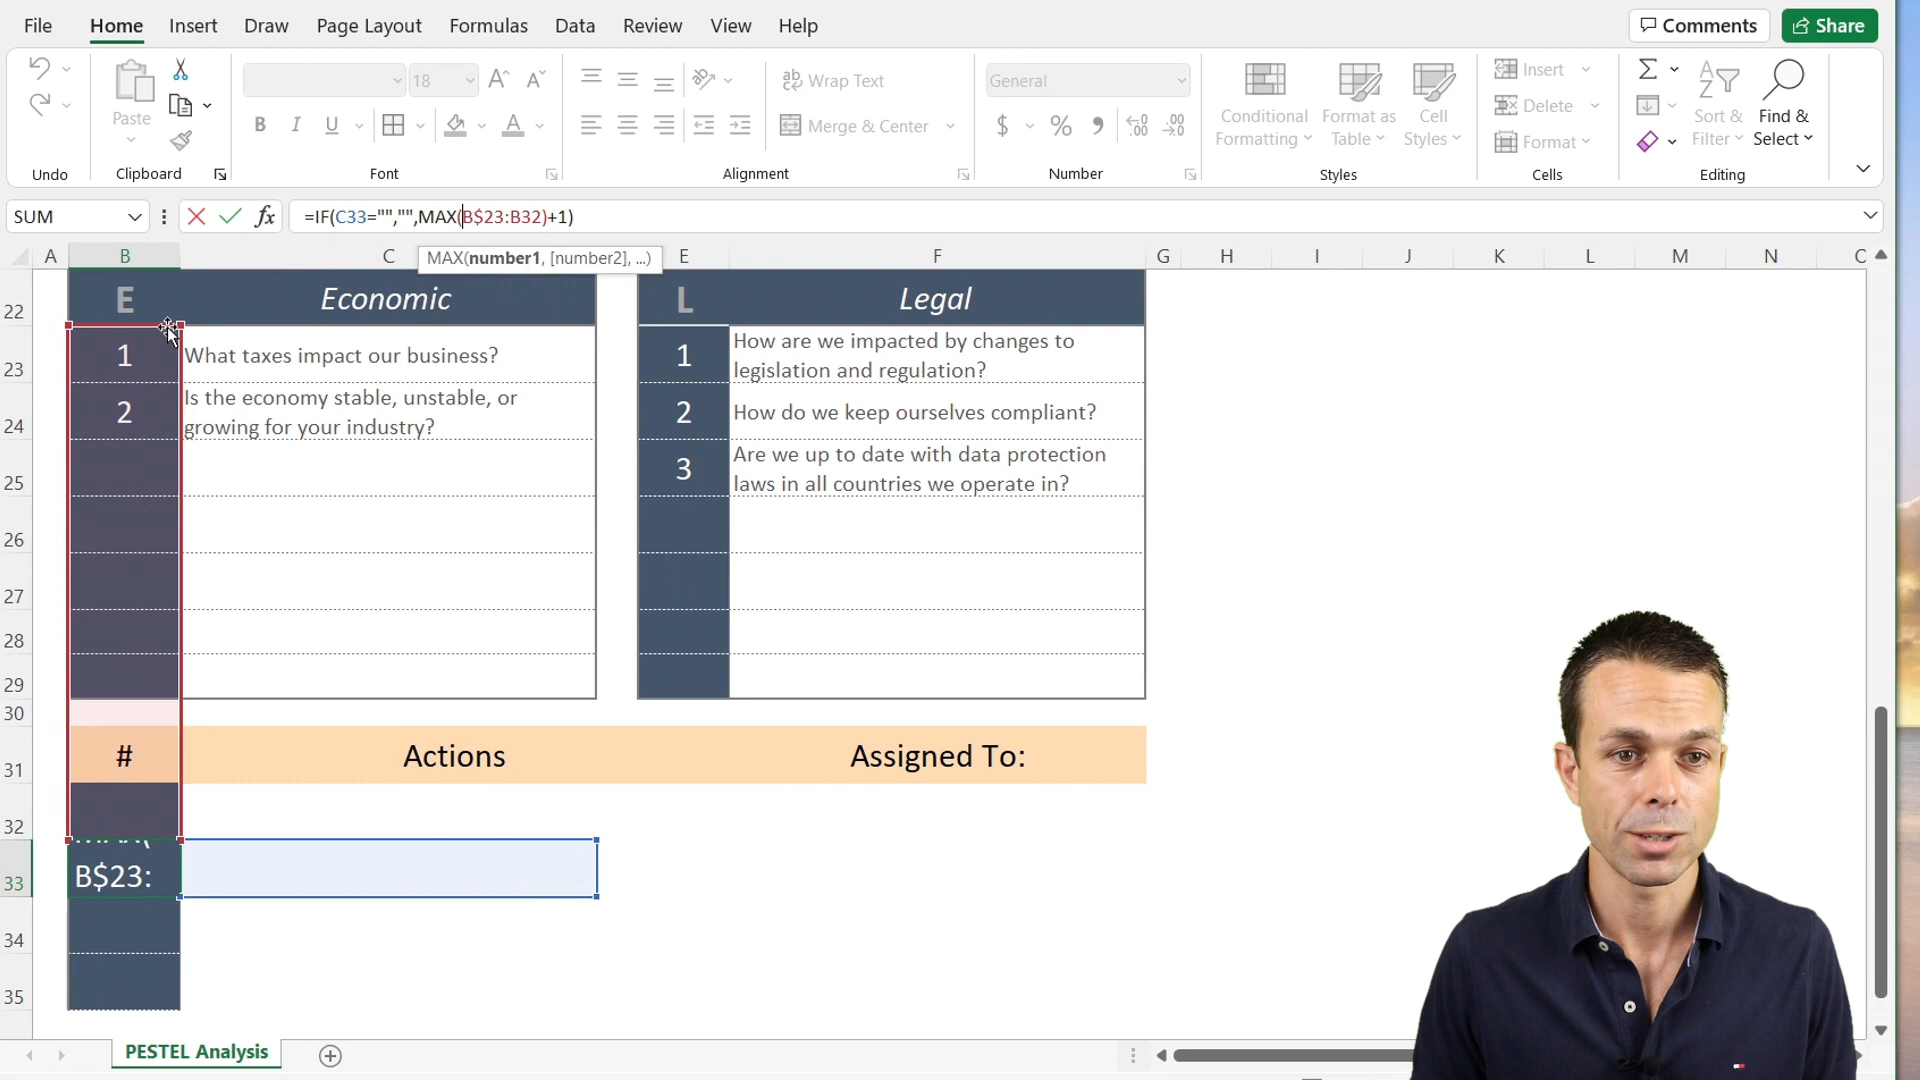 File Home Insert Draw Page Layout Formulas Data Review View Help Comments Share
Paste
18
B I U A
Wrap Text
Merge & Center
General
$ %
Conditional Formatting
Format as Table
Cell Styles
Insert
Delete
Format
Sort & Filter
Find & Select
Undo Clipboard Font Alignment Number Styles Cells Editing
SUM fx =IF(C33="","",MAX(B$23:B32)+1)
MAX(number1, [number2], ...)
A B C E F G H I J K L M N
22 E Economic L Legal
23 1 What taxes impact our business? 1 How are we impacted by changes to
legislation and regulation?
24 2 Is the economy stable, unstable, or
growing for your industry? 2 How do we keep ourselves compliant?
25 3 Are we up to date with data protection
laws in all countries we operate in?
26
27
28
29
30
31 # Actions Assigned To:
32
33 B$23:
34
35
PESTEL Analysis